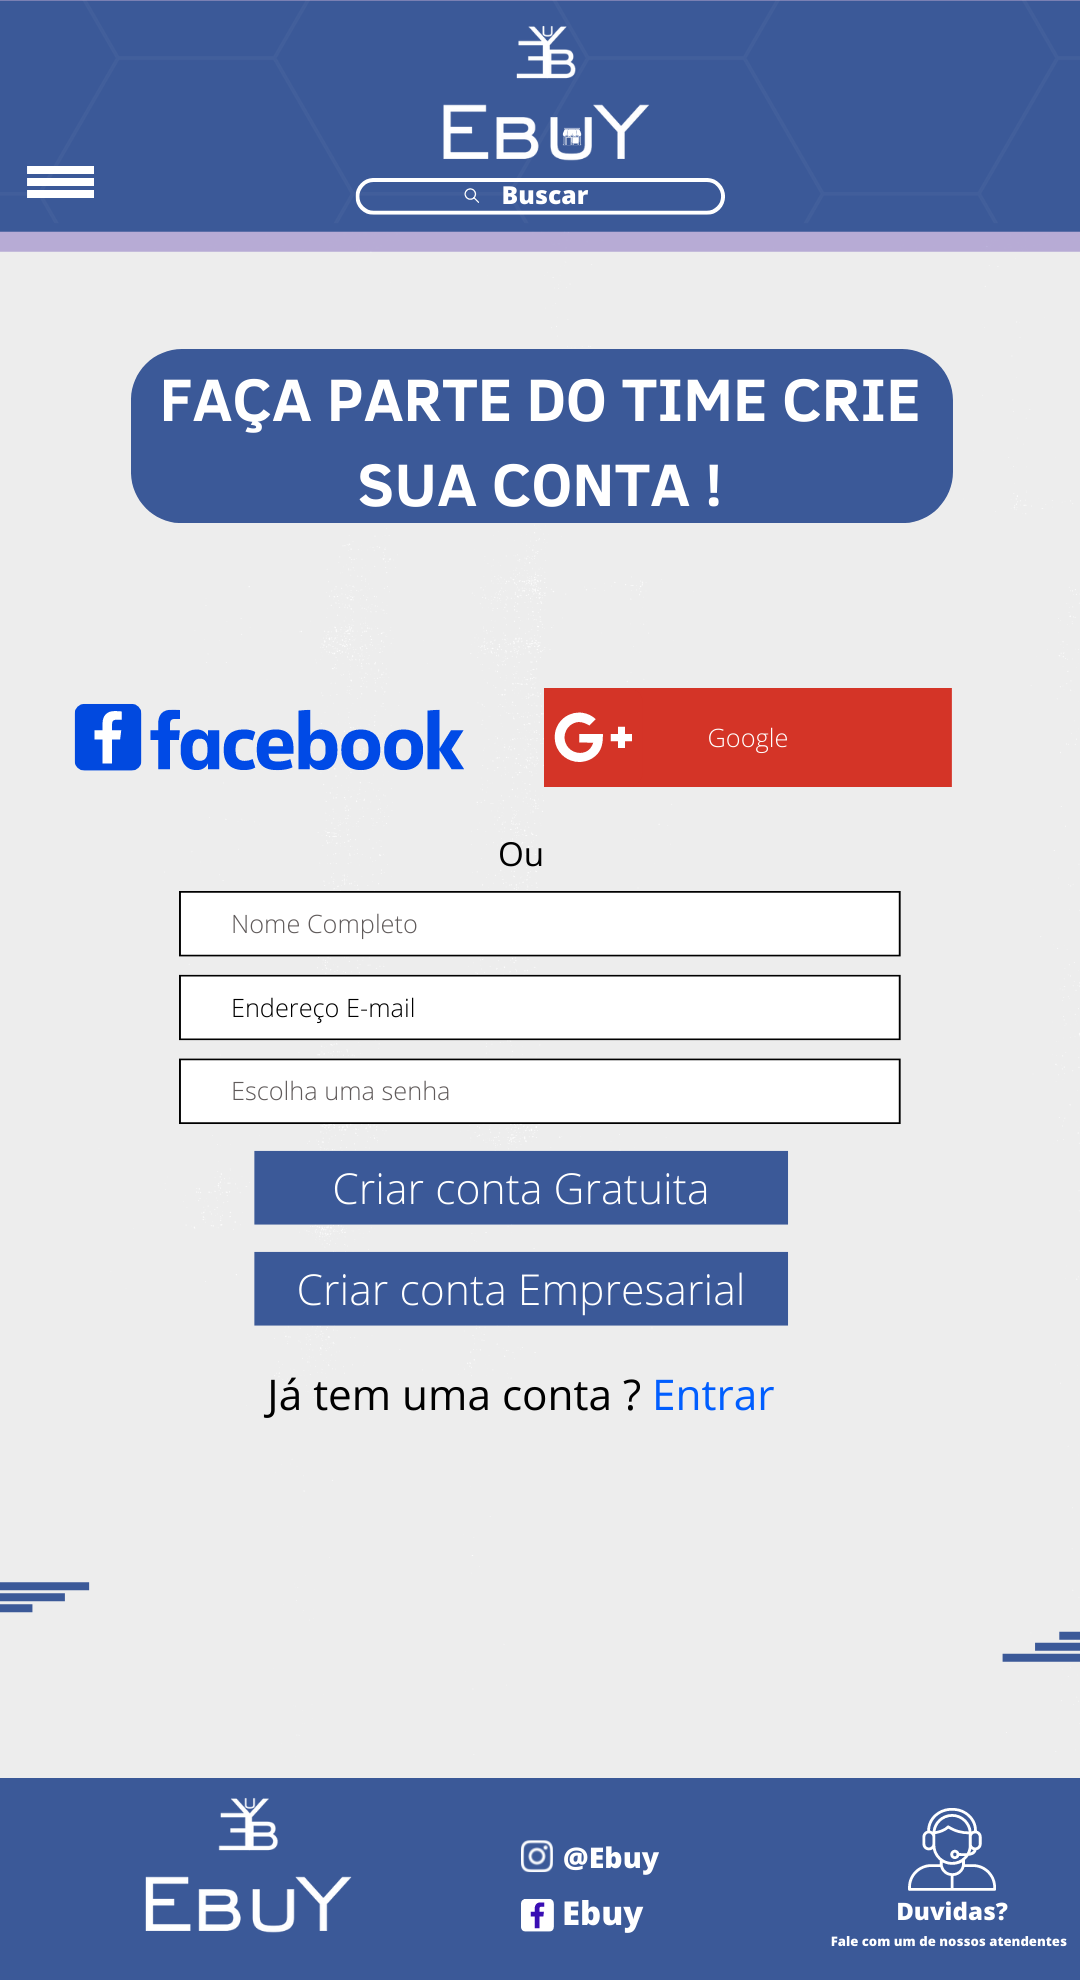 EBUY
Buscar
FAÇA PARTE DO TIME CRIE
SUA CONTA !
facebook
G+ Google
Ou
Nome Completo
Endereço E-mail
Escolha uma senha
Criar conta Gratuita
Criar conta Empresarial
Já tem uma conta ? Entrar
EBUY
@Ebuy
Ebuy
Duvidas?
Fale com um de nossos atendentes